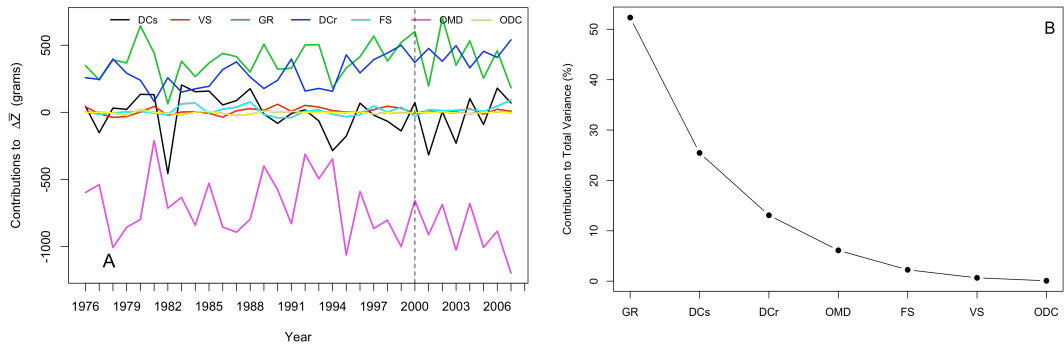 DCs VS GR DCr FS OMD ODC
Contributions to ΔZ̅ (grams)
500
0
-500
-1000
A
1976 1979 1982 1985 1988 1991 1994 1997 2000 2003 2006
Year
B
Contribution to Total Variance (%)
50
40
30
20
10
0
GR DCs DCr OMD FS VS ODC